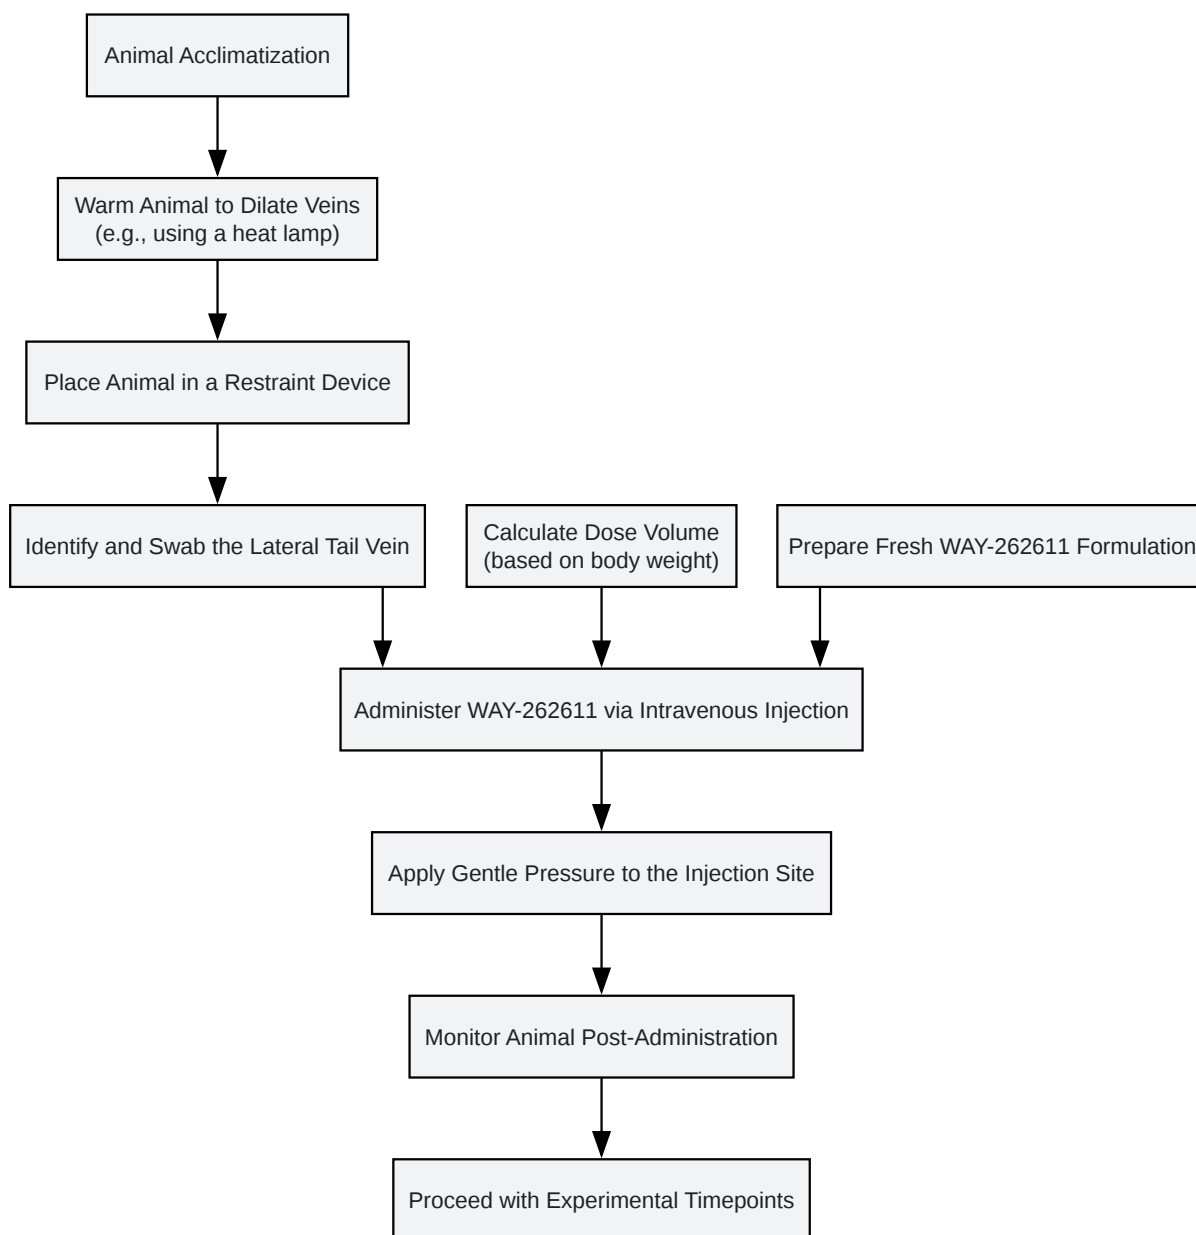 Animal Acclimatization
Warm Animal to Dilate Veins
(e.g., using a heat lamp)
Place Animal in a Restraint Device
Identify and Swab the Lateral Tail Vein
Calculate Dose Volume
(based on body weight)
Prepare Fresh WAY-262611 Formulation
Administer WAY-262611 via Intravenous Injection
Apply Gentle Pressure to the Injection Site
Monitor Animal Post-Administration
Proceed with Experimental Timepoints